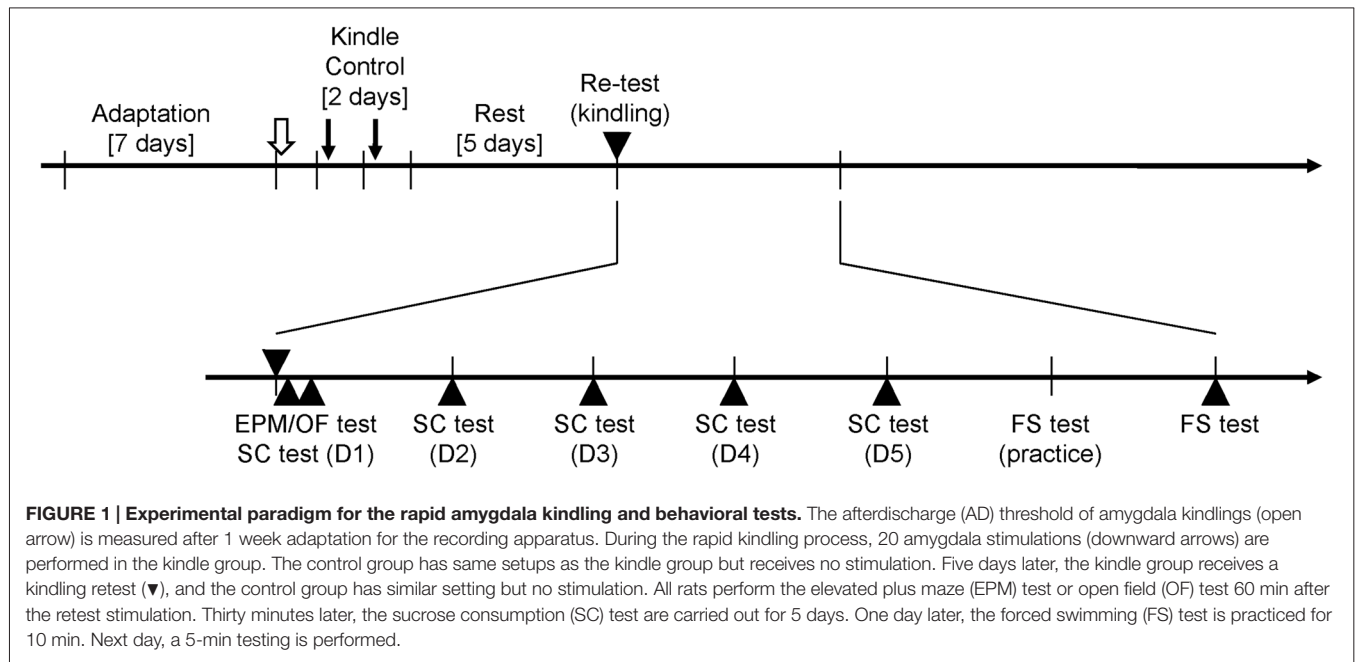 Kindle
Control
[2 days]
Re-test
(kindling)
Adaptation
[7 days]
Rest
[5 days]
EPM/OF test
SC test (D1)
SC test
(D2)
SC test
(D3)
SC test
(D4)
SC test
(D5)
FS test
(practice)
FS test
FIGURE 1 | Experimental paradigm for the rapid amygdala kindling and behavioral tests. The afterdischarge (AD) threshold of amygdala kindlings (open
arrow) is measured after 1 week adaptation for the recording apparatus. During the rapid kindling process, 20 amygdala stimulations (downward arrows) are
performed in the kindle group. The control group has same setups as the kindle group but receives no stimulation. Five days later, the kindle group receives a
kindling retest (▼), and the control group has similar setting but no stimulation. All rats perform the elevated plus maze (EPM) test or open field (OF) test 60 min after
the retest stimulation. Thirty minutes later, the sucrose consumption (SC) test are carried out for 5 days. One day later, the forced swimming (FS) test is practiced for
10 min. Next day, a 5-min testing is performed.